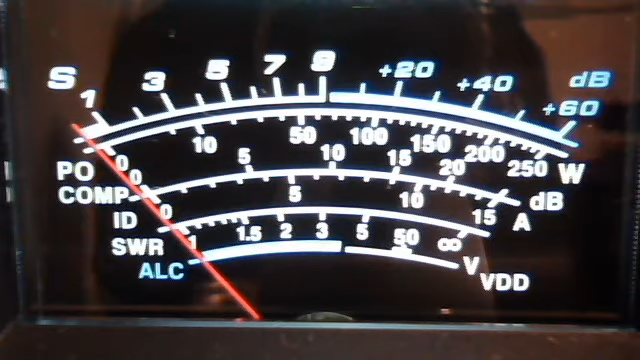 S 1 3 5 7 9 +20 +40 +60 dB
PO 0 10 50 100 150 200 250 W
COMP 0 5 10 15 20 dB
ID 0 5 10 15 A
SWR 1 1.5 2 3 5 50 ∞ V
ALC VDD